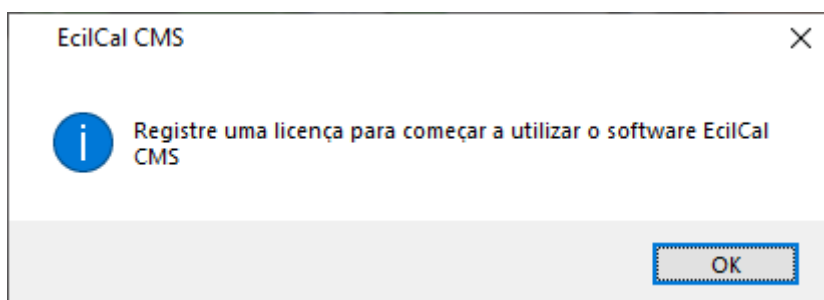 EcilCal CMS
Registre uma licença para começar a utilizar o software EcilCal
CMS
OK